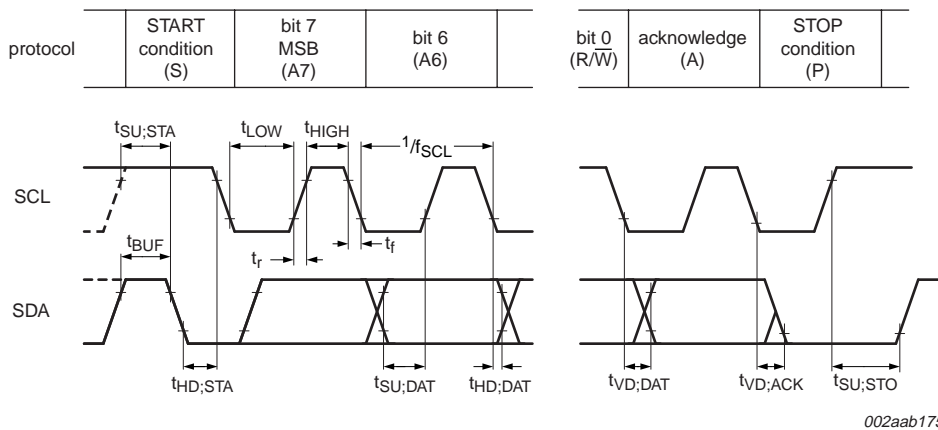 protocol
START
condition
(S)
bit 7
MSB
(A7)
bit 6
(A6)
bit 0
(R/W̅)
acknowledge
(A)
STOP
condition
(P)
tSU;STA
tLOW
tHIGH
1/fSCL
SCL
tBUF
tr
tf
SDA
tHD;STA
tSU;DAT
tHD;DAT
tVD;DAT
tVD;ACK
tSU;STO